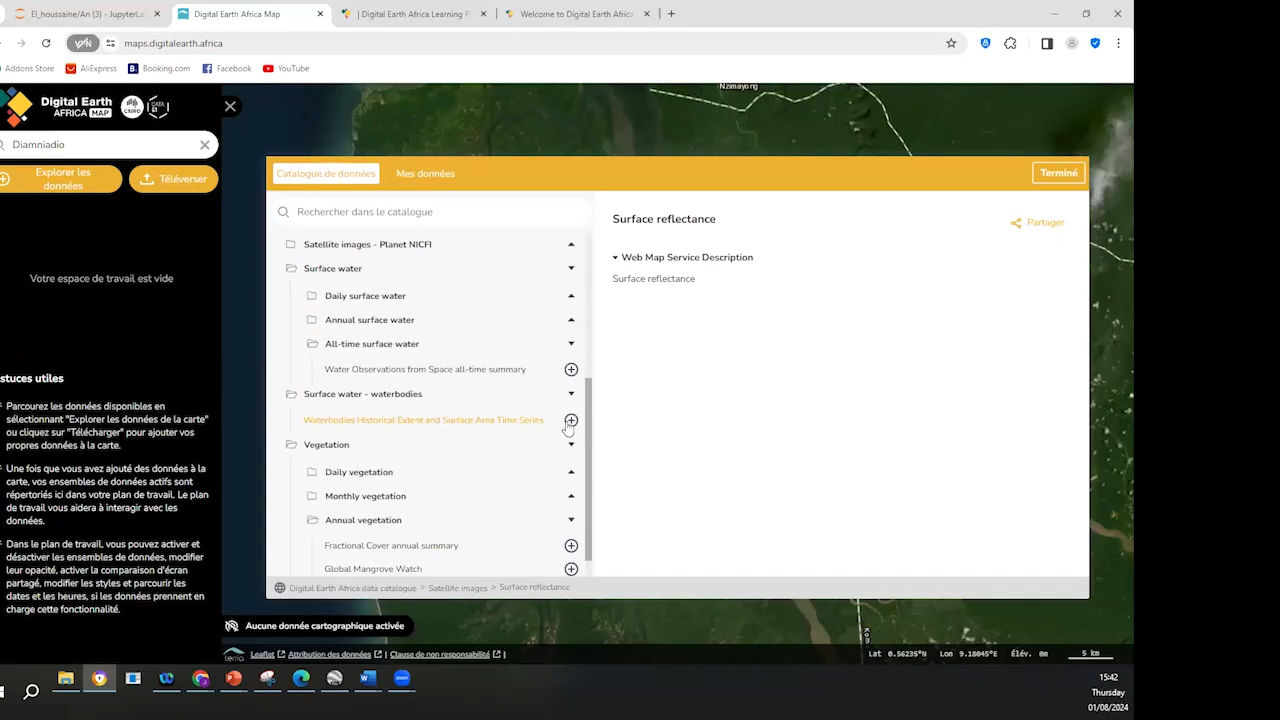 El_houssaine/An (3) - JupyterLa
Digital Earth Africa Map
| Digital Earth Africa Learning P
Welcome to Digital Earth Africa
VPN
maps.digitalearth.africa
Addons Store
AliExpress
Booking.com
Facebook
YouTube
Digital Earth
AFRICA MAP
CSIRO
DATA
61
Diamniadio
Explorer les
données
Téléverser
Votre espace de travail est vide
stuces utiles
Parcourez les données disponibles en
sélectionnant "Explorer les données de la carte"
ou cliquez sur "Télécharger" pour ajouter vos
propres données à la carte.
Une fois que vous avez ajouté des données à la
carte, vos ensembles de données actifs sont
répertoriés ici dans votre plan de travail. Le plan
de travail vous aidera à interagir avec les
données.
Dans le plan de travail, vous pouvez activer et
désactiver les ensembles de données, modifier
leur opacité, activer la comparaison d'écran
partagé, modifier les styles et parcourir les
dates et les heures, si les données prennent en
charge cette fonctionnalité.
Nzimayong
Catalogue de données
Mes données
Terminé
Rechercher dans le catalogue
Satellite images - Planet NICFI
Surface water
Daily surface water
Annual surface water
All-time surface water
Water Observations from Space all-time summary
Surface water - waterbodies
Waterbodies Historical Extent and Surface Area Time Series
Vegetation
Daily vegetation
Monthly vegetation
Annual vegetation
Fractional Cover annual summary
Global Mangrove Watch
Surface reflectance
Partager
Web Map Service Description
Surface reflectance
Digital Earth Africa data catalogue > Satellite images > Surface reflectance
Aucune donnée cartographique activée
Kom
terria
Leaflet
Attribution des données
| Clause de non responsabilité
|
Lat 0.56235°N Lon 9.18045°E Élév. 0m
5 km
15:42
Thursday
01/08/2024